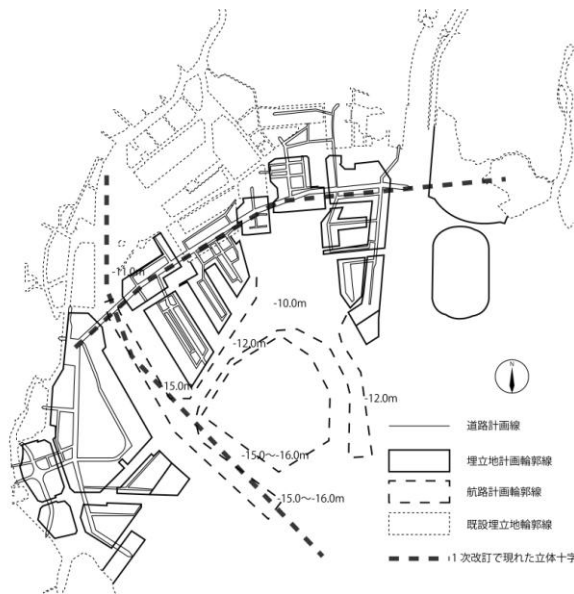 -11.0m
-10.0m
-12.0m
-15.0m
-12.0m
-15.0～-16.0m
-15.0～-16.0m
N
道路計画線
埋立地計画輪郭線
航路計画輪郭線
既設埋立地輪郭線
1次改訂で現れた立体十字